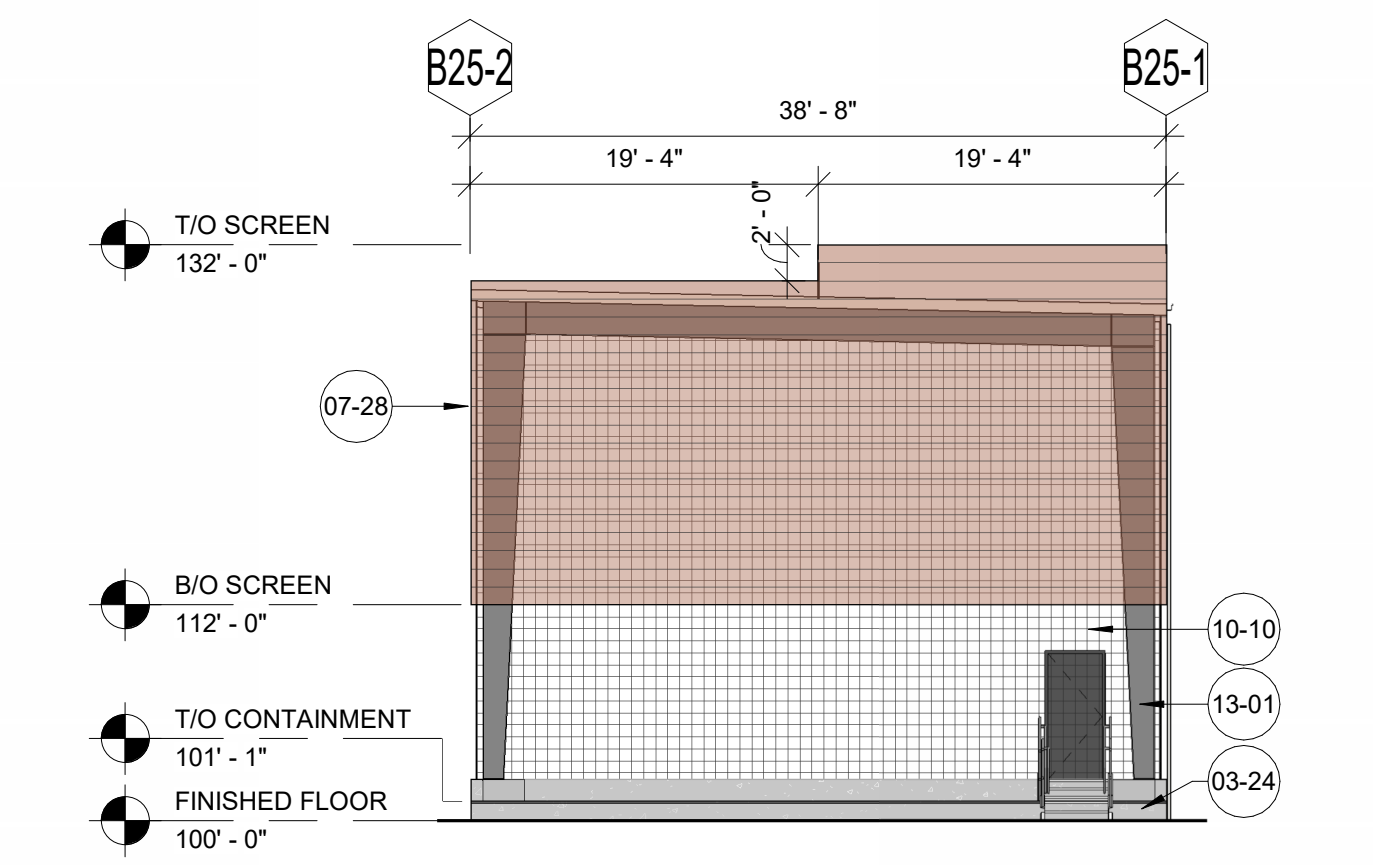 B25-2
B25-1
38' - 8"
19' - 4"
19' - 4"
2' - 0"
T/O SCREEN
132' - 0"
07-28
B/O SCREEN
112' - 0"
10-10
13-01
T/O CONTAINMENT
101' - 1"
03-24
FINISHED FLOOR
100' - 0"